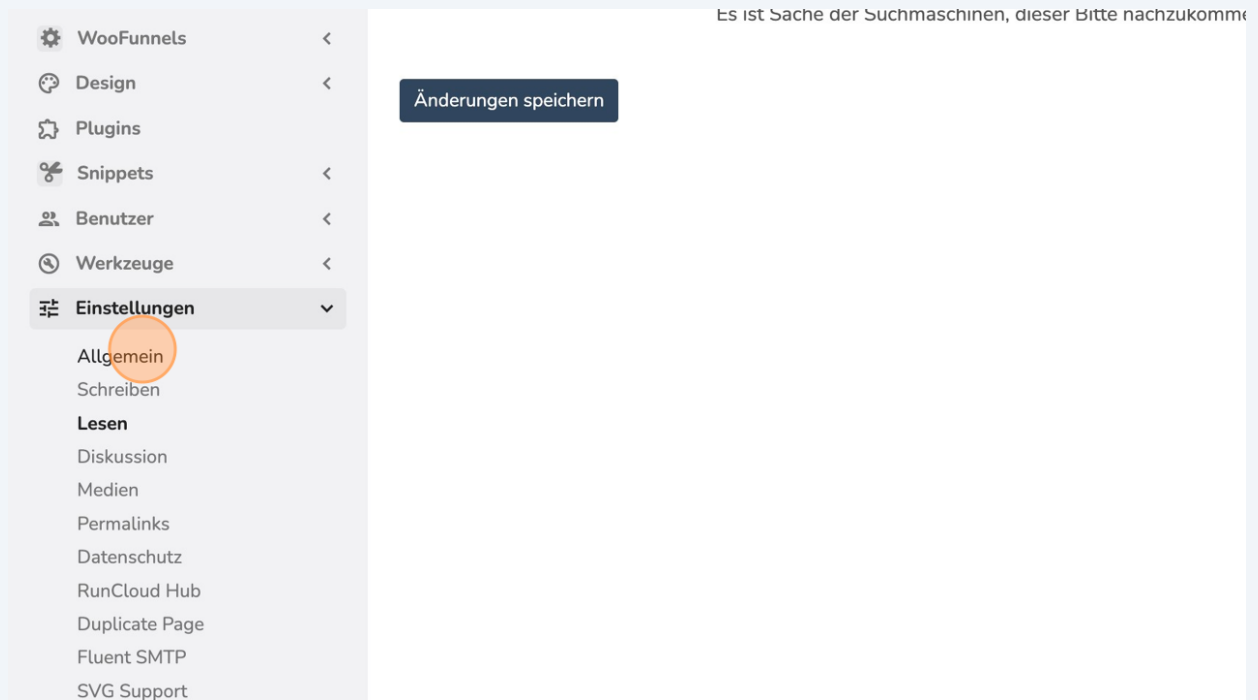 Es ist Sache der Suchmaschinen, dieser Bitte nachzukomme
WooFunnels
Design
Änderungen speichern
Plugins
Snippets
Benutzer
Werkzeuge
Einstellungen
Allgemein
Schreiben
Lesen
Diskussion
Medien
Permalinks
Datenschutz
RunCloud Hub
Duplicate Page
Fluent SMTP
SVG Support